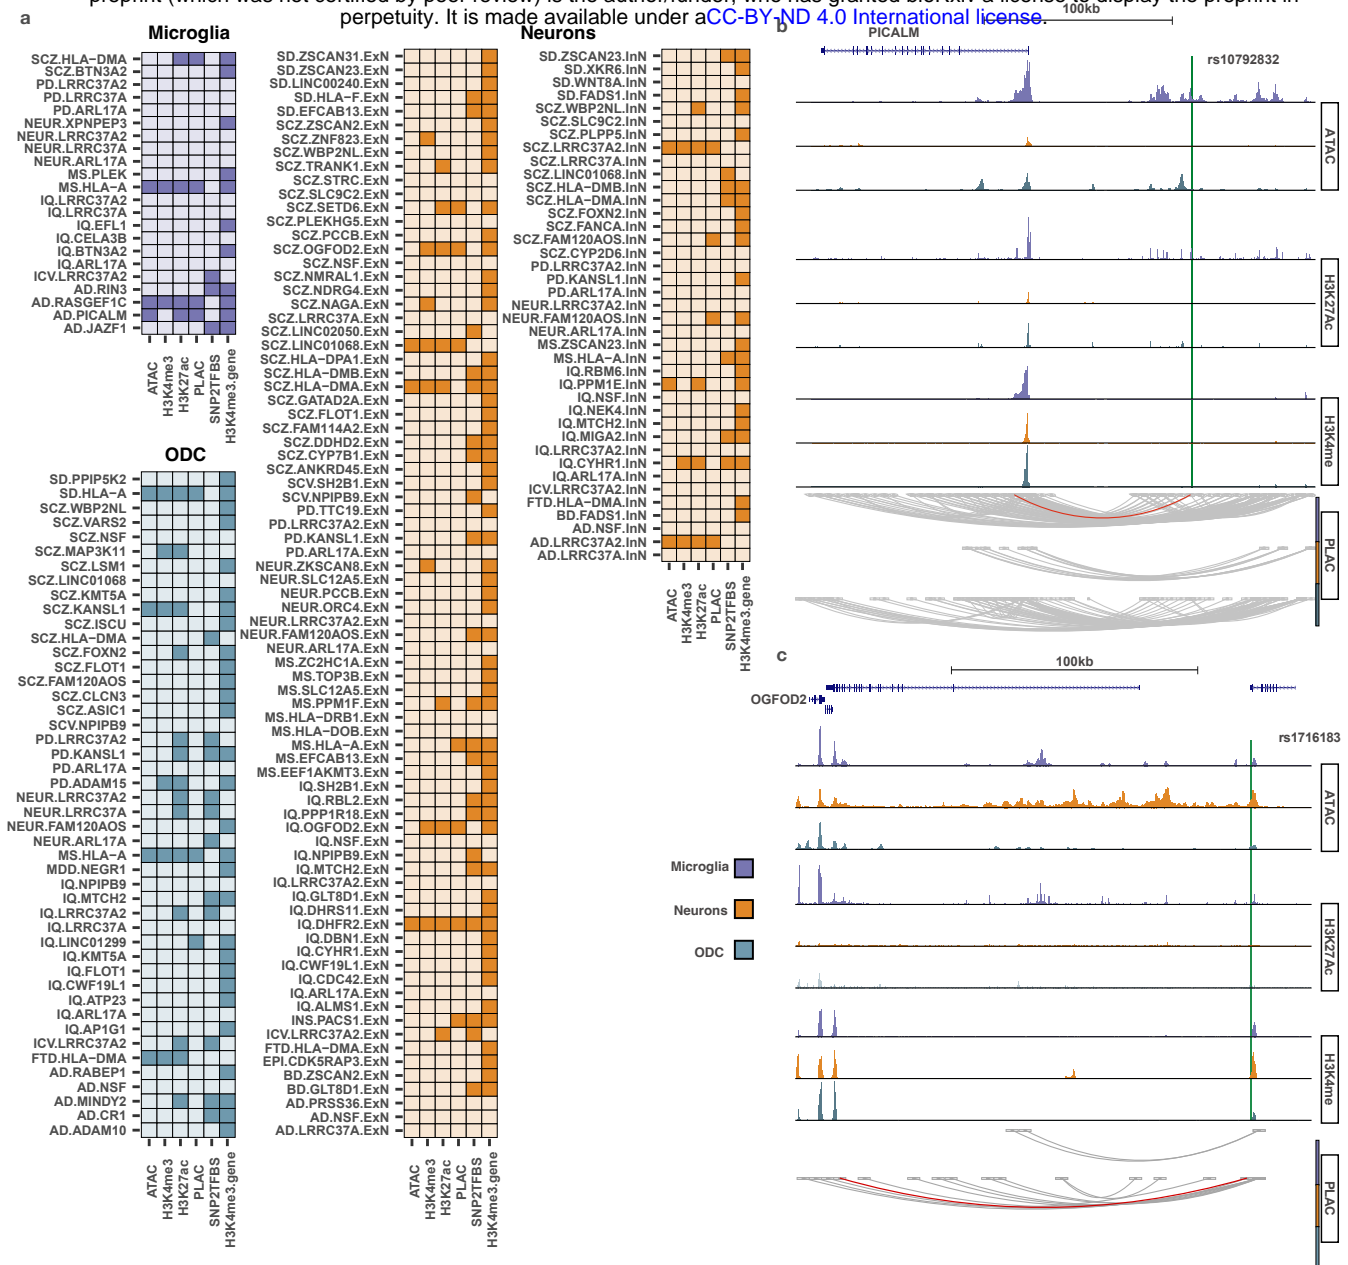 preprint (which was not certified by peer review) is the author/funder, who has granted bioRxiv a license to display the preprint in
perpetuity. It is made available under aCC-BY-ND 4.0 International license.
a
Microglia
SCZ.HLA−DMA
SCZ.BTN3A2
PD.LRRC37A2
PD.LRRC37A
PD.ARL17A
NEUR.XPNPEP3
NEUR.LRRC37A2
NEUR.LRRC37A
NEUR.ARL17A
MS.PLEK
MS.HLA−A
IQ.LRRC37A2
IQ.LRRC37A
IQ.EFL1
IQ.CELA3B
IQ.BTN3A2
IQ.ARL17A
ICV.LRRC37A2
AD.RIN3
AD.RASGEF1C
AD.PICALM
AD.JAZF1
ATAC
H3K4me3
H3K27ac
PLAC
SNP2TFBS
H3K4me3.gene
ODC
SD.PPIP5K2
SD.HLA−A
SCZ.WBP2NL
SCZ.VARS2
SCZ.NSF
SCZ.MAP3K11
SCZ.LSM1
SCZ.LINC01068
SCZ.KMT5A
SCZ.KANSL1
SCZ.ISCU
SCZ.HLA−DMA
SCZ.FOXN2
SCZ.FLOT1
SCZ.FAM120AOS
SCZ.CLCN3
SCZ.ASIC1
SCV.NPIPB9
PD.LRRC37A2
PD.KANSL1
PD.ARL17A
PD.ADAM15
NEUR.LRRC37A2
NEUR.LRRC37A
NEUR.FAM120AOS
NEUR.ARL17A
MS.HLA−A
MDD.NEGR1
IQ.NPIPB9
IQ.MTCH2
IQ.LRRC37A2
IQ.LRRC37A
IQ.LINC01299
IQ.KMT5A
IQ.FLOT1
IQ.CWF19L1
IQ.ATP23
IQ.ARL17A
IQ.AP1G1
ICV.LRRC37A2
FTD.HLA−DMA
AD.RABEP1
AD.NSF
AD.MINDY2
AD.CR1
AD.ADAM10
ATAC
H3K4me3
H3K27ac
PLAC
SNP2TFBS
H3K4me3.gene
Neurons
SD.ZSCAN31.ExN
SD.ZSCAN23.ExN
SD.LINC00240.ExN
SD.HLA−F.ExN
SD.EFCAB13.ExN
SCZ.ZSCAN2.ExN
SCZ.ZNF823.ExN
SCZ.WBP2NL.ExN
SCZ.TRANK1.ExN
SCZ.STRC.ExN
SCZ.SLC9C2.ExN
SCZ.SETD6.ExN
SCZ.PLEKHG5.ExN
SCZ.PCCB.ExN
SCZ.OGFOD2.ExN
SCZ.NSF.ExN
SCZ.NMRAL1.ExN
SCZ.NDRG4.ExN
SCZ.NAGA.ExN
SCZ.LRRC37A.ExN
SCZ.LINC02050.ExN
SCZ.LINC01068.ExN
SCZ.HLA−DPA1.ExN
SCZ.HLA−DMB.ExN
SCZ.HLA−DMA.ExN
SCZ.GATAD2A.ExN
SCZ.FLOT1.ExN
SCZ.FAM114A2.ExN
SCZ.DDHD2.ExN
SCZ.CYP7B1.ExN
SCZ.ANKRD45.ExN
SCV.SH2B1.ExN
SCV.NPIPB9.ExN
PD.TTC19.ExN
PD.LRRC37A2.ExN
PD.KANSL1.ExN
PD.ARL17A.ExN
NEUR.ZKSCAN8.ExN
NEUR.SLC12A5.ExN
NEUR.PCCB.ExN
NEUR.ORC4.ExN
NEUR.LRRC37A2.ExN
NEUR.FAM120AOS.ExN
NEUR.ARL17A.ExN
MS.ZC2HC1A.ExN
MS.TOP3B.ExN
MS.SLC12A5.ExN
MS.PPM1F.ExN
MS.HLA−DRB1.ExN
MS.HLA−DOB.ExN
MS.HLA−A.ExN
MS.EFCAB13.ExN
MS.EEF1AKMT3.ExN
IQ.SH2B1.ExN
IQ.RBL2.ExN
IQ.PPP1R18.ExN
IQ.OGFOD2.ExN
IQ.NSF.ExN
IQ.NPIPB9.ExN
IQ.MTCH2.ExN
IQ.LRRC37A2.ExN
IQ.GLT8D1.ExN
IQ.DHRS11.ExN
IQ.DHFR2.ExN
IQ.DBN1.ExN
IQ.CYHR1.ExN
IQ.CWF19L1.ExN
IQ.CDC42.ExN
IQ.ARL17A.ExN
IQ.ALMS1.ExN
INS.PACS1.ExN
ICV.LRRC37A2.ExN
FTD.HLA−DMA.ExN
EPI.CDK5RAP3.ExN
BD.ZSCAN2.ExN
BD.GLT8D1.ExN
AD.PRSS36.ExN
AD.NSF.ExN
AD.LRRC37A.ExN
ATAC
H3K4me3
H3K27ac
PLAC
SNP2TFBS
H3K4me3.gene
SD.ZSCAN23.InN
SD.XKR6.InN
SD.WNT8A.InN
SD.FADS1.InN
SCZ.WBP2NL.InN
SCZ.SLC9C2.InN
SCZ.PLPP5.InN
SCZ.LRRC37A2.InN
SCZ.LRRC37A.InN
SCZ.LINC01068.InN
SCZ.HLA−DMB.InN
SCZ.HLA−DMA.InN
SCZ.FOXN2.InN
SCZ.FANCA.InN
SCZ.FAM120AOS.InN
SCZ.CYP2D6.InN
PD.LRRC37A2.InN
PD.KANSL1.InN
PD.ARL17A.InN
NEUR.LRRC37A2.InN
NEUR.FAM120AOS.InN
NEUR.ARL17A.InN
MS.ZSCAN23.InN
MS.HLA−A.InN
IQ.RBM6.InN
IQ.PPM1E.InN
IQ.NSF.InN
IQ.NEK4.InN
IQ.MTCH2.InN
IQ.MIGA2.InN
IQ.LRRC37A2.InN
IQ.CYHR1.InN
IQ.ARL17A.InN
ICV.LRRC37A2.InN
FTD.HLA−DMA.InN
BD.FADS1.InN
AD.NSF.InN
AD.LRRC37A2.InN
AD.LRRC37A.InN
ATAC
H3K4me3
H3K27ac
PLAC
SNP2TFBS
H3K4me3.gene
Microglia
Neurons
ODC
b
100kb
PICALM
rs10792832
ATAC
H3K27Ac
H3K4me
PLAC
c
100kb
OGFOD2
rs1716183
ATAC
H3K27Ac
H3K4me
PLAC